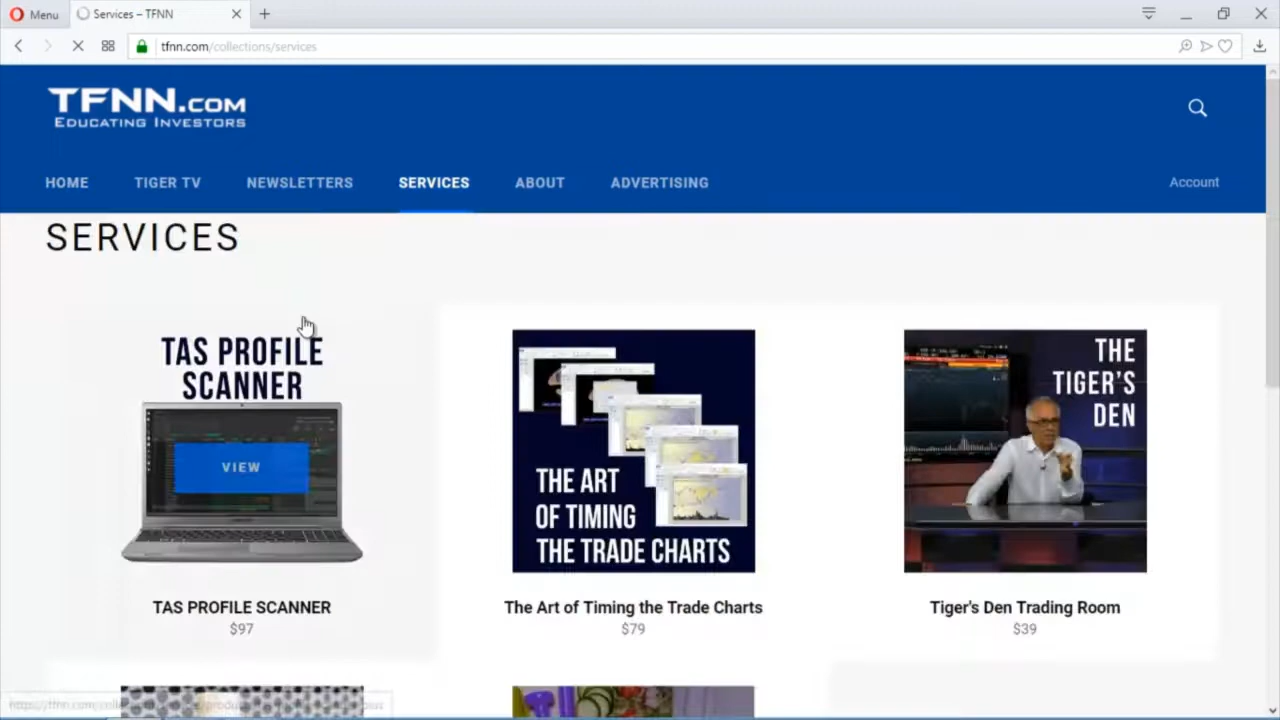 Menu
Services – TFNN
tfnn.com/collections/services
TFNN.COM
EDUCATING INVESTORS
HOME TIGER TV NEWSLETTERS SERVICES ABOUT ADVERTISING Account
SERVICES
TAS PROFILE
SCANNER
VIEW
TAS PROFILE SCANNER
$97
THE ART
OF TIMING
THE TRADE CHARTS
The Art of Timing the Trade Charts
$79
THE
TIGER'S
DEN
Tiger's Den Trading Room
$39